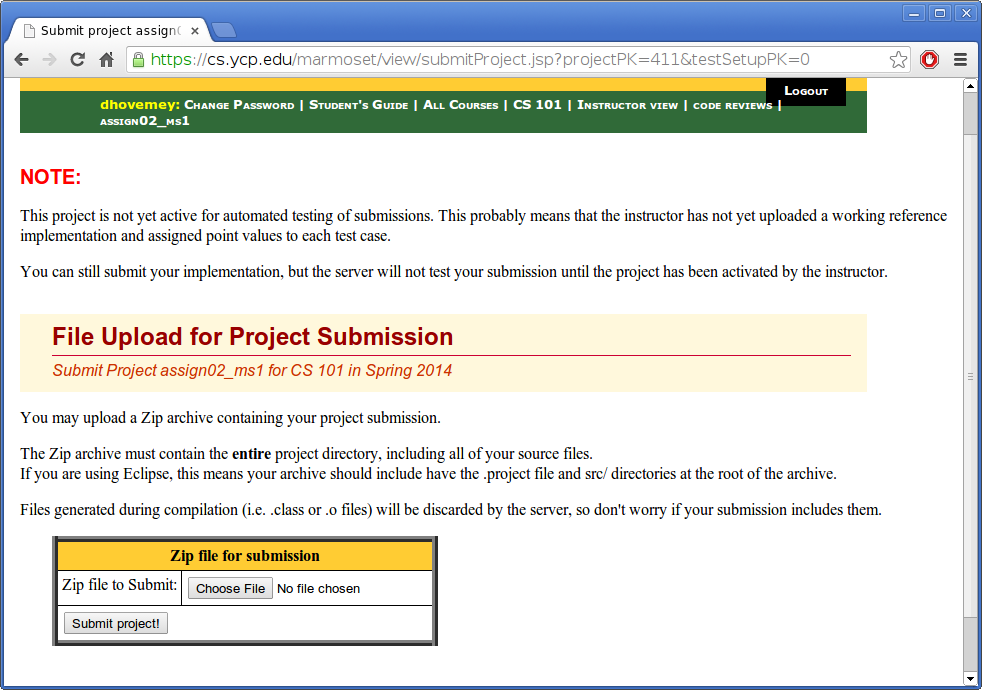 Submit project assign
https://cs.ycp.edu/marmoset/view/submitProject.jsp?projectPK=411&testSetupPK=0
Logout
dhovemey: Change Password | Student's Guide | All Courses | CS 101 | Instructor view | code reviews |
assign02_ms1
NOTE:
This project is not yet active for automated testing of submissions. This probably means that the instructor has not yet uploaded a working reference
implementation and assigned point values to each test case.
You can still submit your implementation, but the server will not test your submission until the project has been activated by the instructor.
File Upload for Project Submission
Submit Project assign02_ms1 for CS 101 in Spring 2014
You may upload a Zip archive containing your project submission.
The Zip archive must contain the entire project directory, including all of your source files.
If you are using Eclipse, this means your archive should include have the .project file and src/ directories at the root of the archive.
Files generated during compilation (i.e. .class or .o files) will be discarded by the server, so don't worry if your submission includes them.
Zip file for submission
Zip file to Submit: Choose File No file chosen
Submit project!